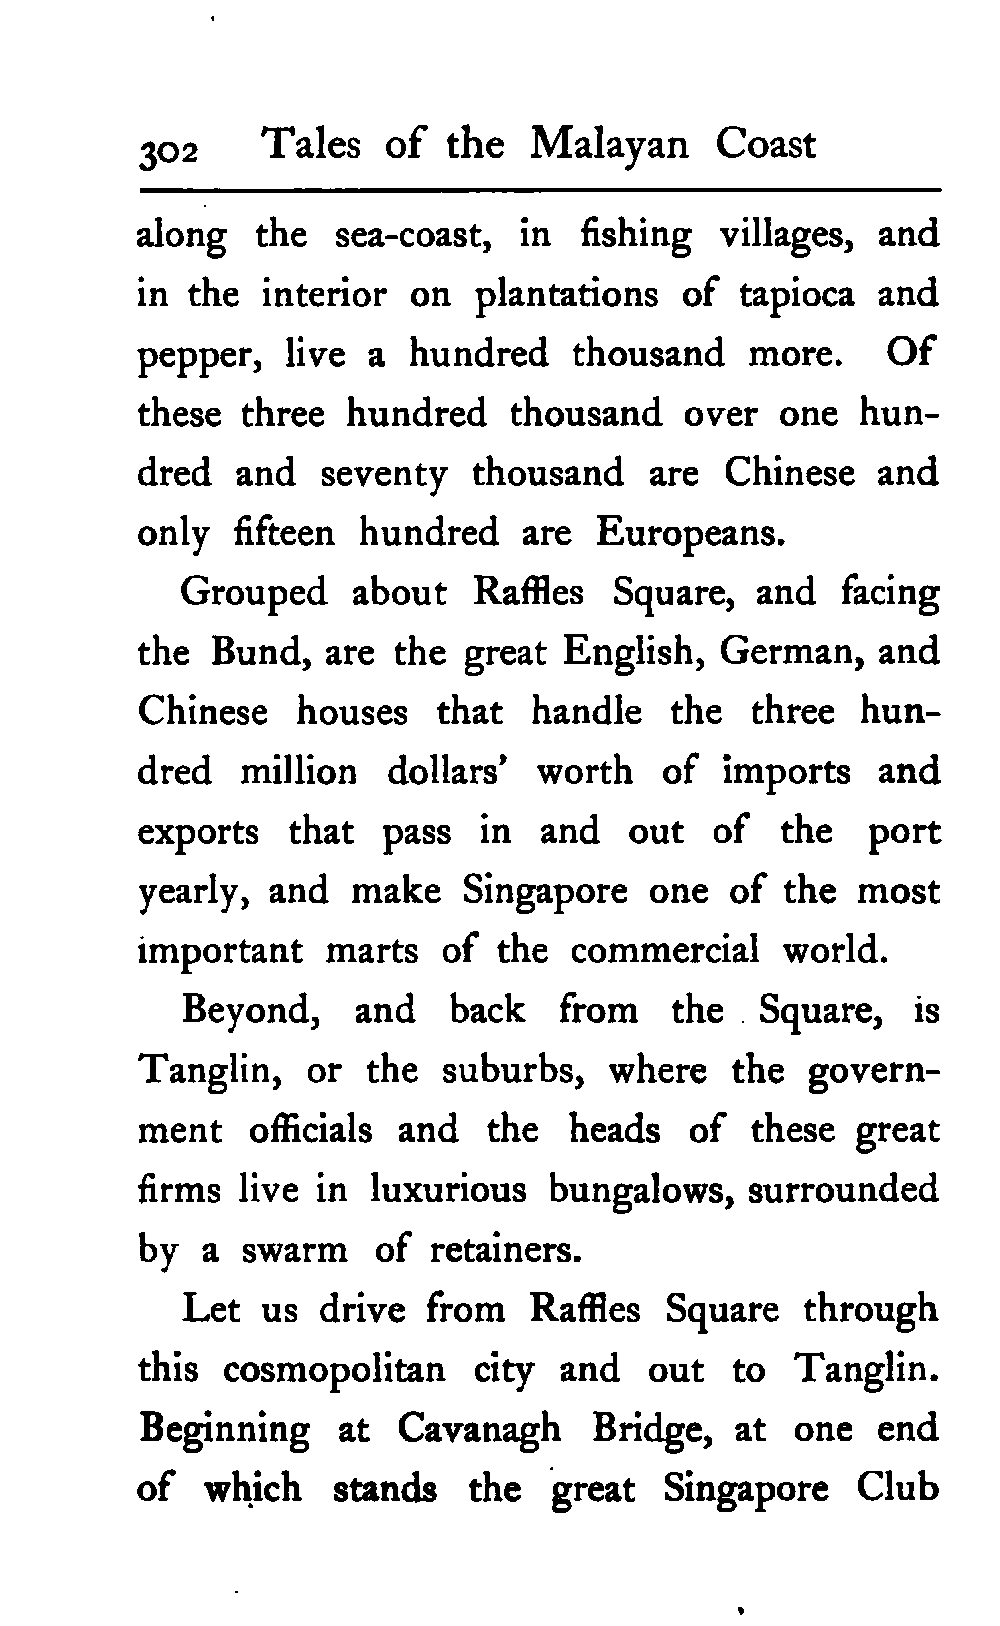 302 Tales of the Malayan Coast
along the sea-coast, in fishing villages, and
in the interior on plantations of tapioca and
pepper, live a hundred thousand more. Of
these three hundred thousand over one hun-
dred and seventy thousand are Chinese and
only fifteen hundred are Europeans.
Grouped about Raffles Square, and facing
the Bund, are the great English, German, and
Chinese houses that handle the three hun-
dred million dollars' worth of imports and
exports that pass in and out of the port
yearly, and make Singapore one of the most
important marts of the commercial world.
Beyond, and back from the Square, is
Tanglin, or the suburbs, where the govern-
ment officials and the heads of these great
firms live in luxurious bungalows, surrounded
by a swarm of retainers.
Let us drive from Raffles Square through
this cosmopolitan city and out to Tanglin.
Beginning at Cavanagh Bridge, at one end
of which stands the great Singapore Club